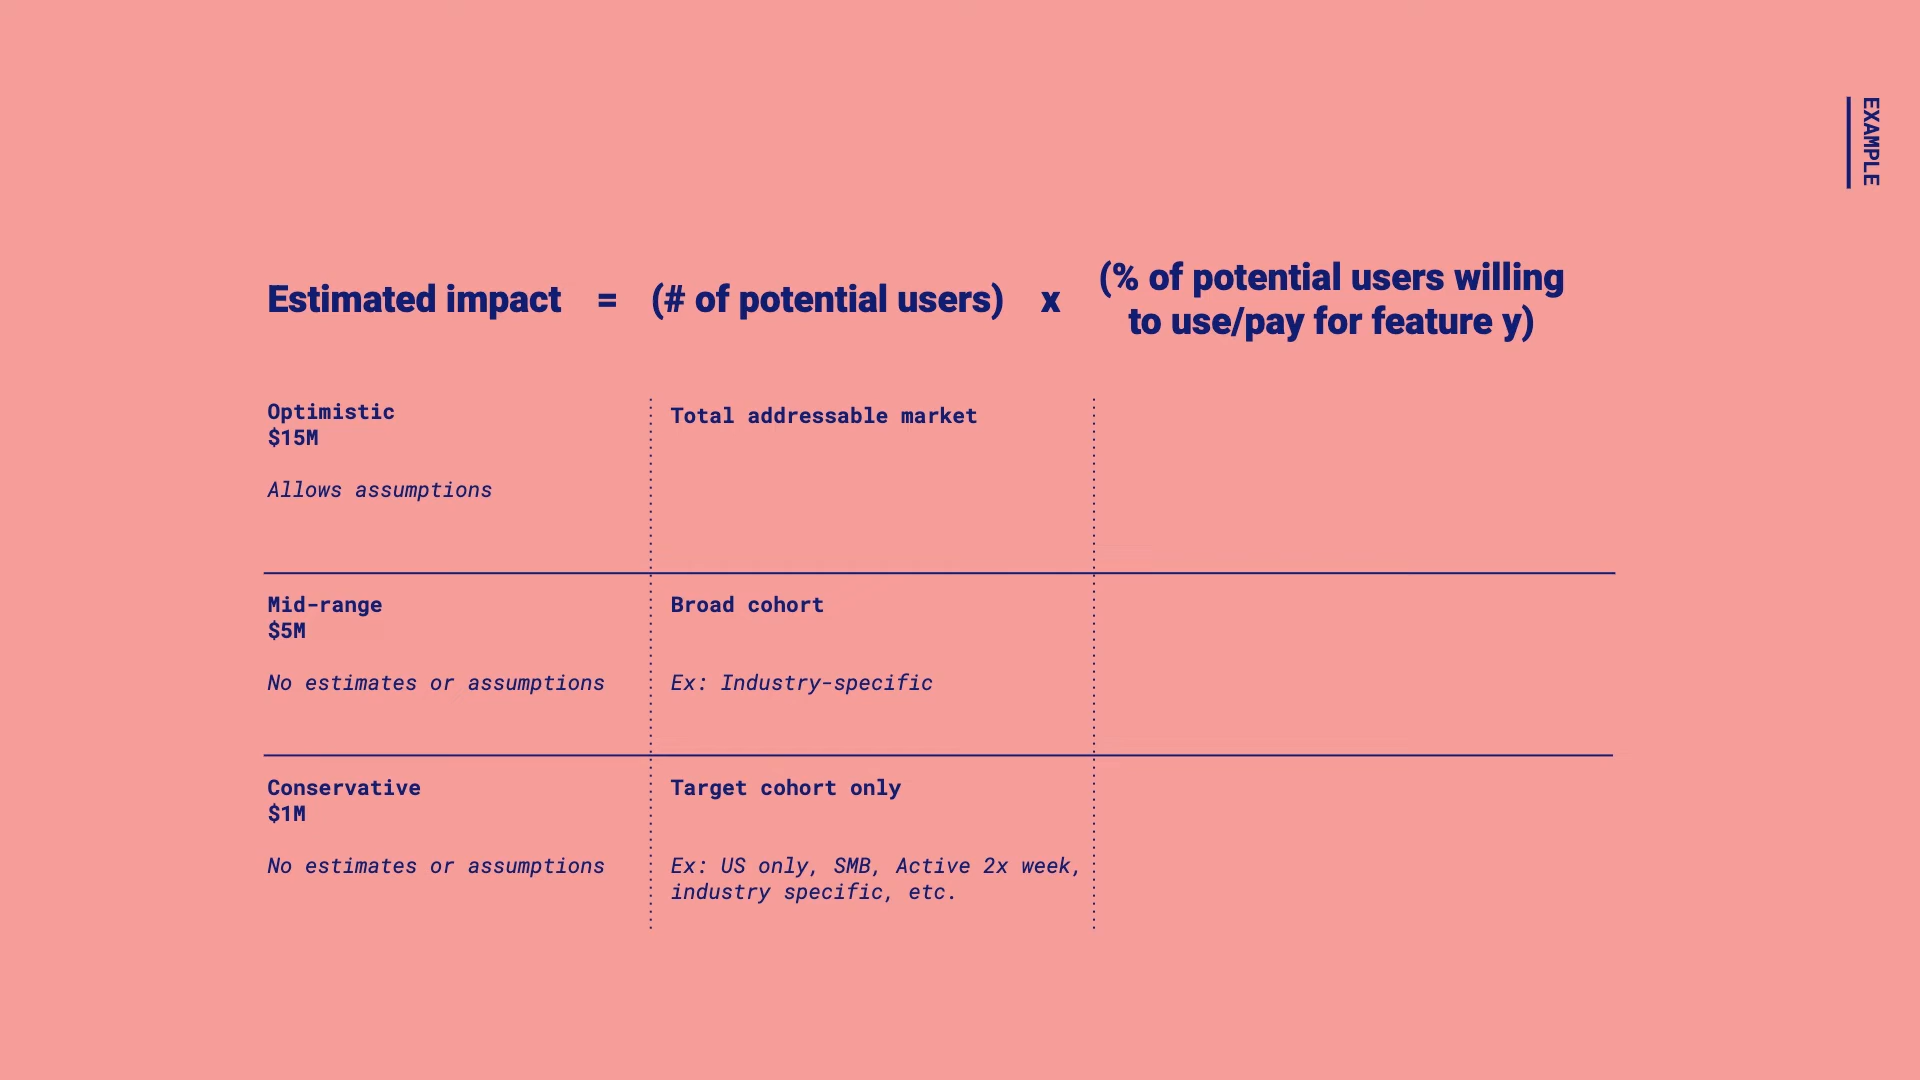 EXAMPLE
Estimated impact = (# of potential users) x (% of potential users willing
to use/pay for feature y)
Optimistic
$15M
Allows assumptions
Total addressable market
Mid-range
$5M
No estimates or assumptions
Broad cohort
Ex: Industry-specific
Conservative
$1M
No estimates or assumptions
Target cohort only
Ex: US only, SMB, Active 2x week,
industry specific, etc.